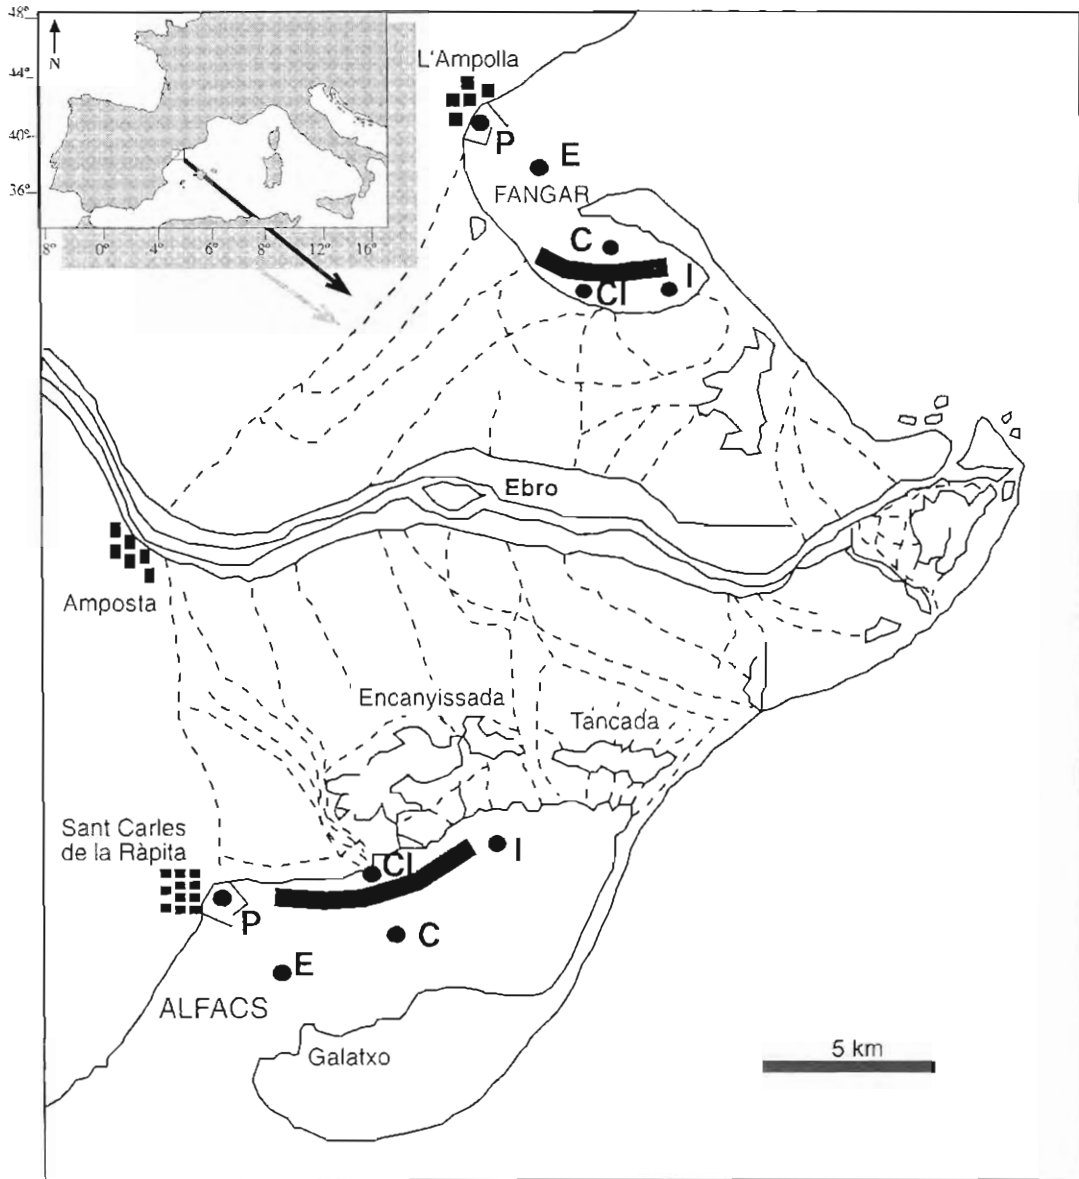 48°
44°
40°
36°
N
8°
0°
4°
6°
8°
12°
16°
L'Ampolla
P
E
FANGAR
C
I
CI
Ebro
Amposta
Encanyissada
Tancada
Sant Carles
de la Ràpita
CI
I
P
C
E
ALFACS
Galatxo
5 km